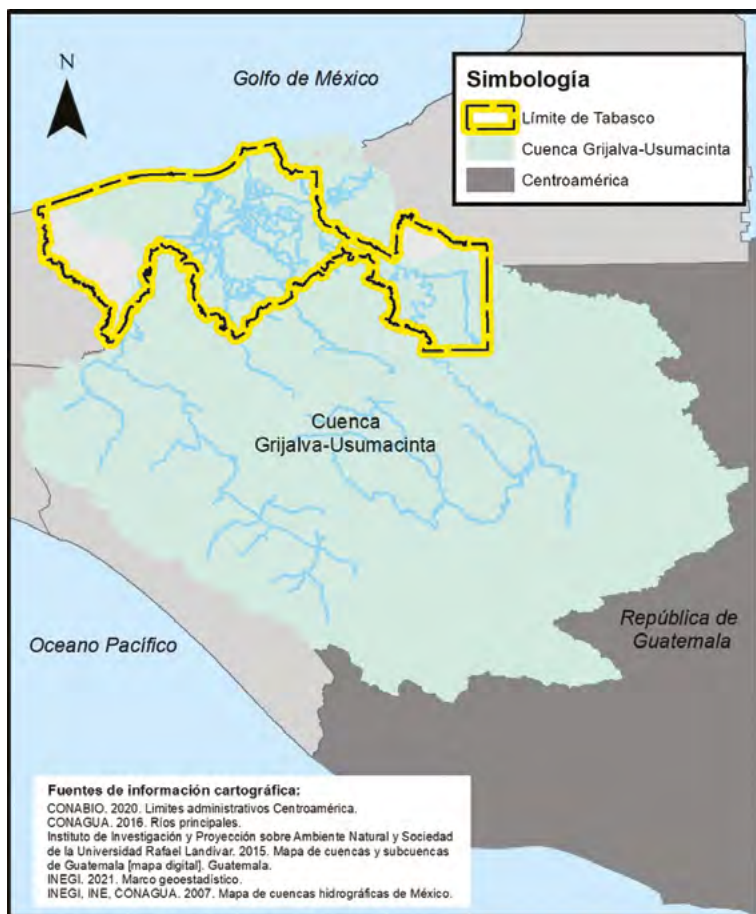 N
Golfo de México
Simbología
Límite de Tabasco
Cuenca Grijalva-Usumacinta
Centroamérica
Cuenca
Grijalva-Usumacinta
República de
Guatemala
Oceano Pacífico
Fuentes de información cartográfica:
CONABIO. 2020. Limites administrativos Centroamérica.
CONAGUA. 2016. Ríos principales.
Instituto de Investigación y Proyección sobre Ambiente Natural y Sociedad
de la Universidad Rafael Landívar. 2015. Mapa de cuencas y subcuencas
de Guatemala [mapa digital]. Guatemala.
INEGI. 2021. Marco geoestadístico.
INEGI, INE, CONAGUA. 2007. Mapa de cuencas hidrográficas de México.